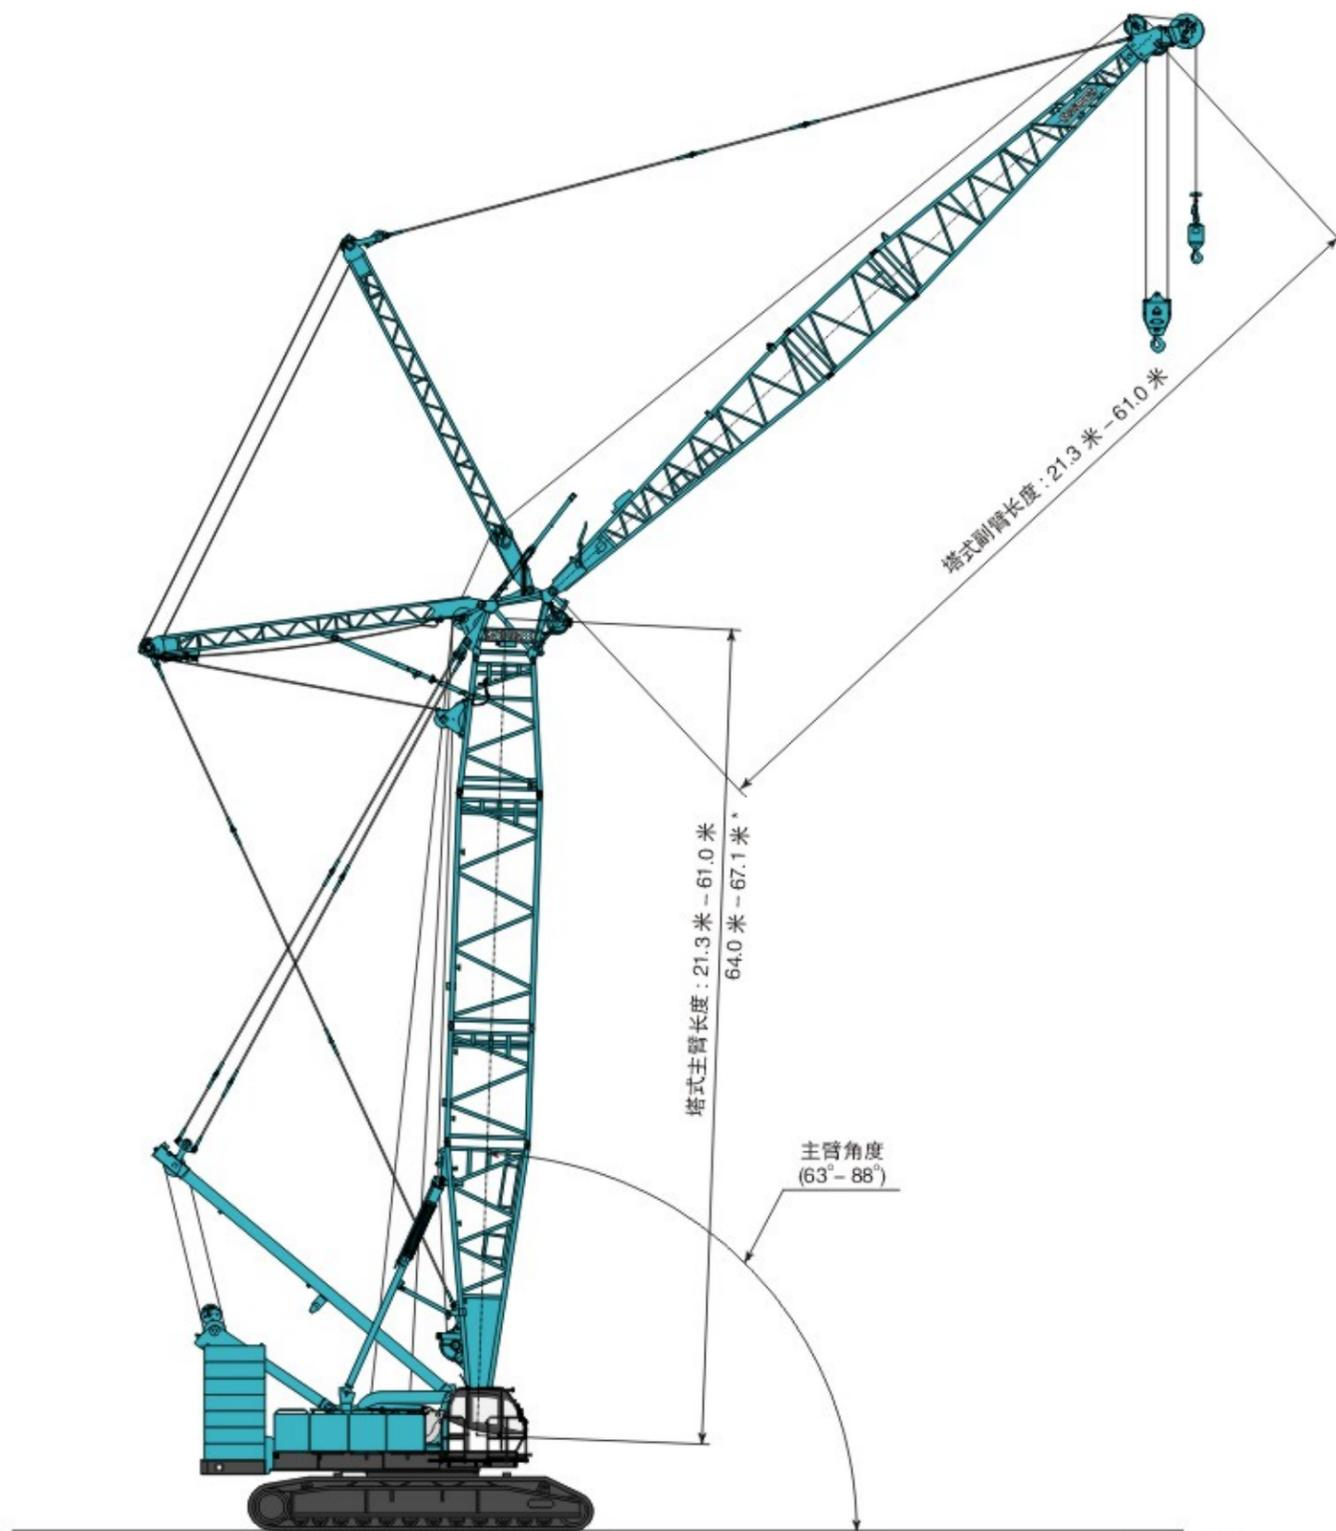 塔式副臂长度：21.3 米 – 61.0 米
塔式主臂长度：21.3 米 – 61.0 米
64.0 米 – 67.1 米 *
主臂角度
(63° – 88°)